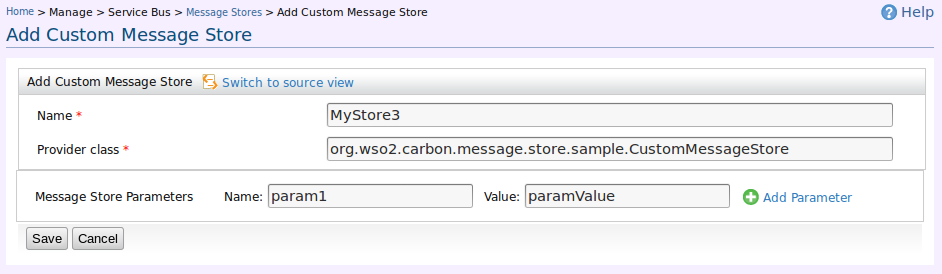 Home > Manage > Service Bus > Message Stores > Add Custom Message Store
Help
Add Custom Message Store
Add Custom Message Store Switch to source view
Name * MyStore3
Provider class * org.wso2.carbon.message.store.sample.CustomMessageStore
Message Store Parameters Name: param1 Value: paramValue Add Parameter
Save Cancel